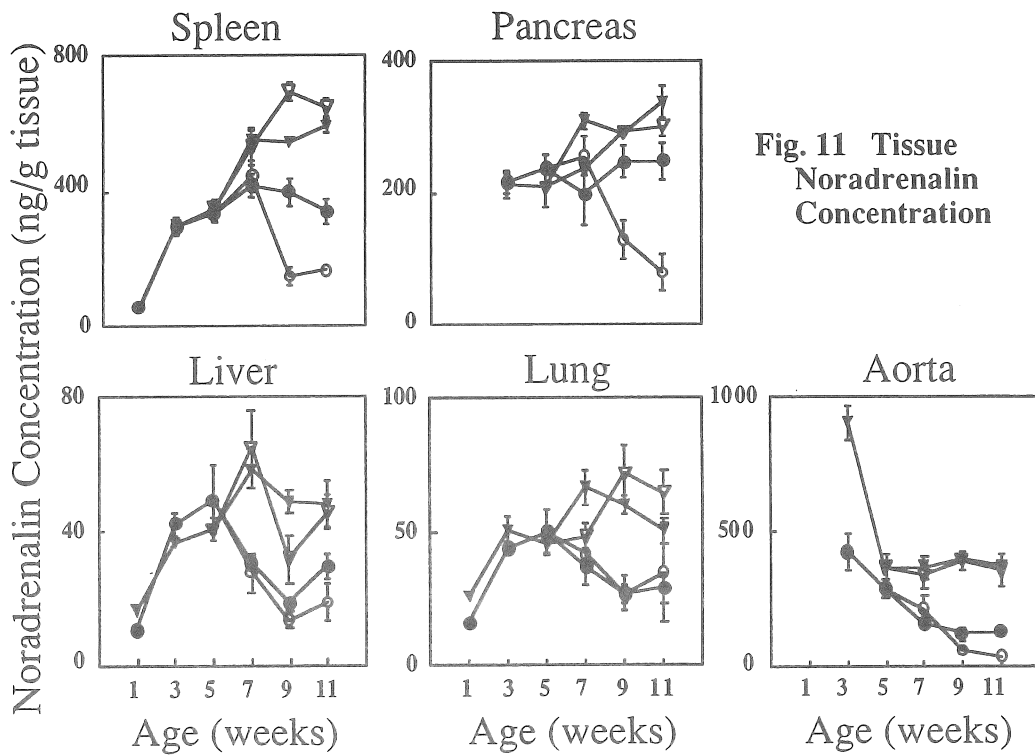 Spleen
Pancreas
Noradrenalin Concentration (ng/g tissue)
800
400
0
400
200
0
Fig. 11 Tissue
Noradrenalin
Concentration
Liver
Lung
Aorta
80
40
0
100
50
0
1000
500
0
1 3 5 7 9 11
1 3 5 7 9 11
1 3 5 7 9 11
Age (weeks)
Age (weeks)
Age (weeks)